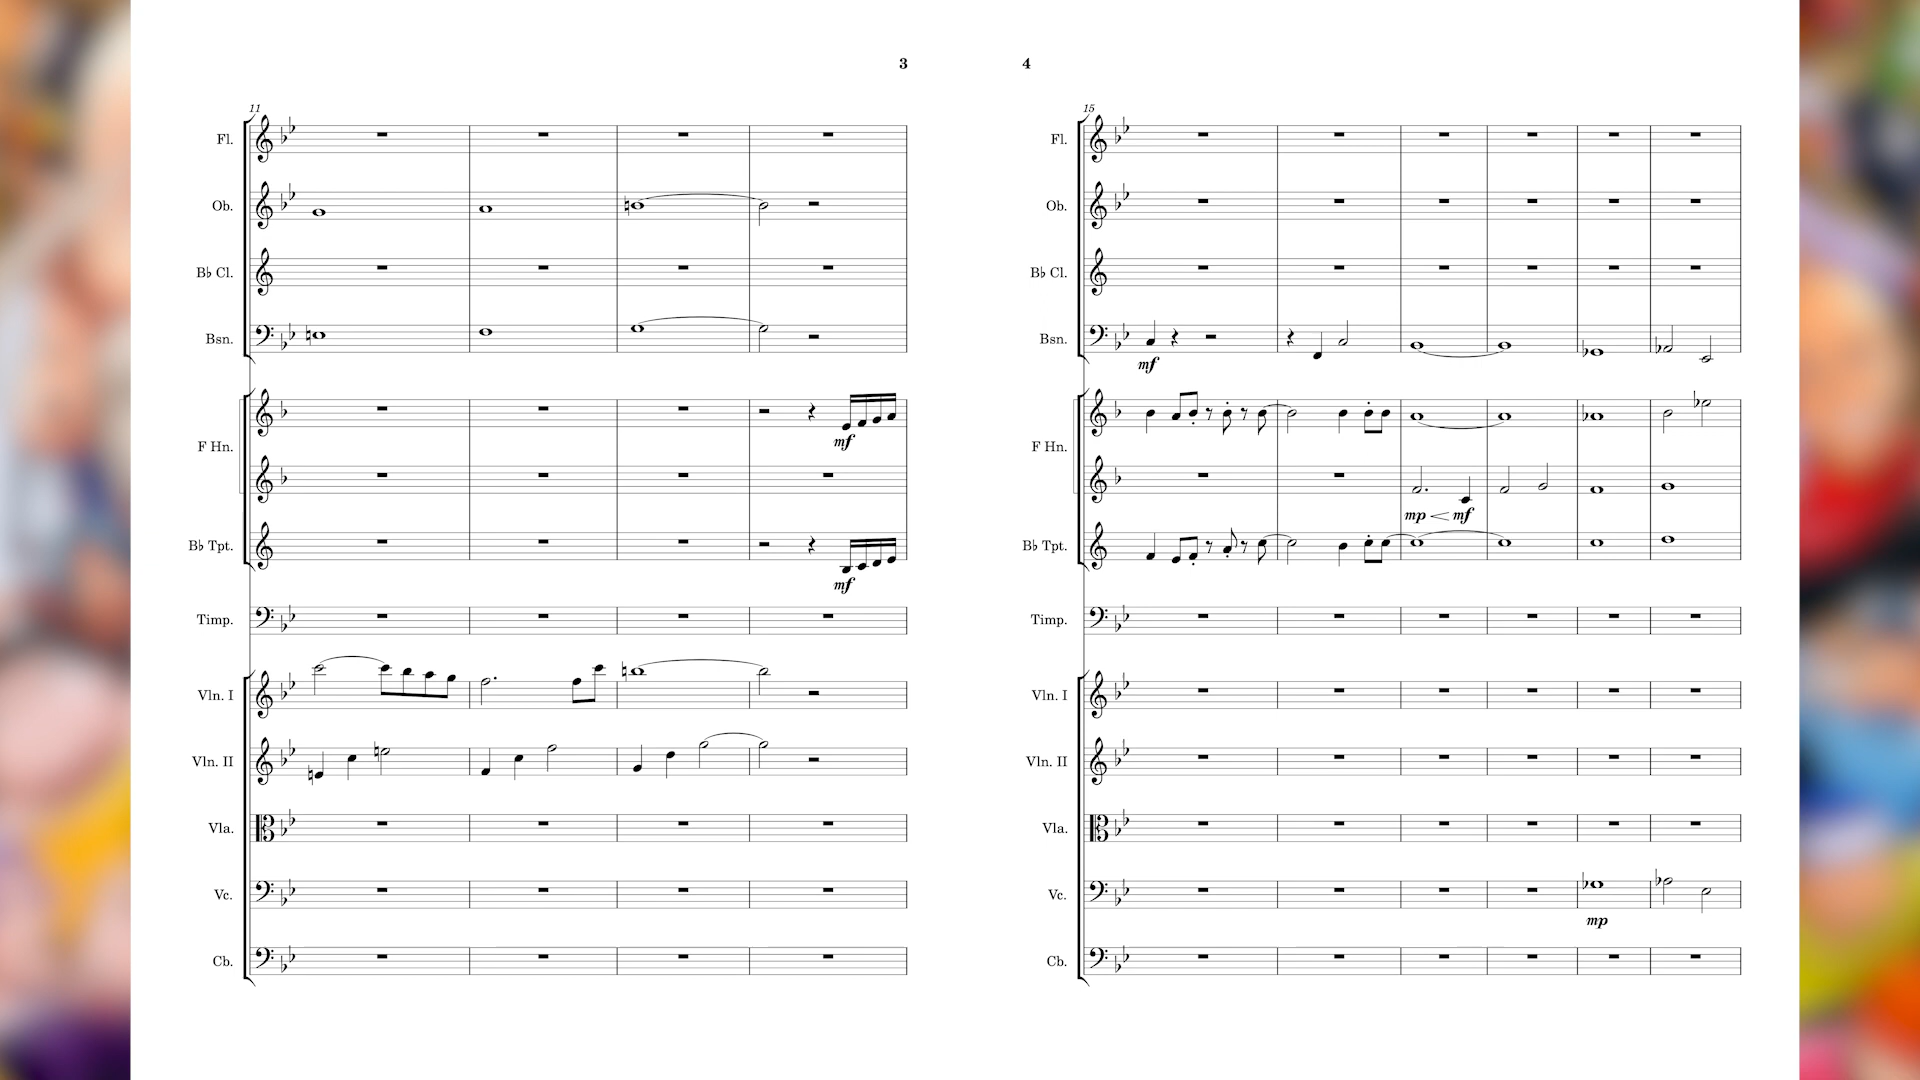 3
11
Fl.
Ob.
B♭ Cl.
Bsn.
F Hn.
mf
B♭ Tpt.
mf
Timp.
Vln. I
Vln. II
Vla.
Vc.
Cb.
4
15
Fl.
Ob.
B♭ Cl.
Bsn.
mf
F Hn.
mp mf
B♭ Tpt.
Timp.
Vln. I
Vln. II
Vla.
Vc.
mp
Cb.